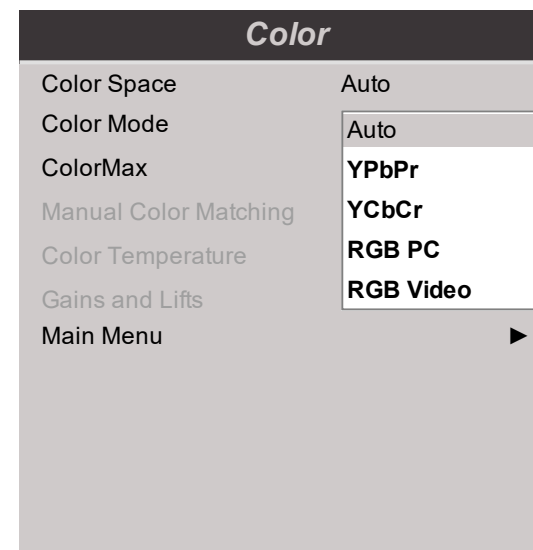 Color
Color Space Auto
Color Mode Auto
ColorMax YPbPr
Manual Color Matching YCbCr
Color Temperature RGB PC
Gains and Lifts RGB Video
Main Menu ►